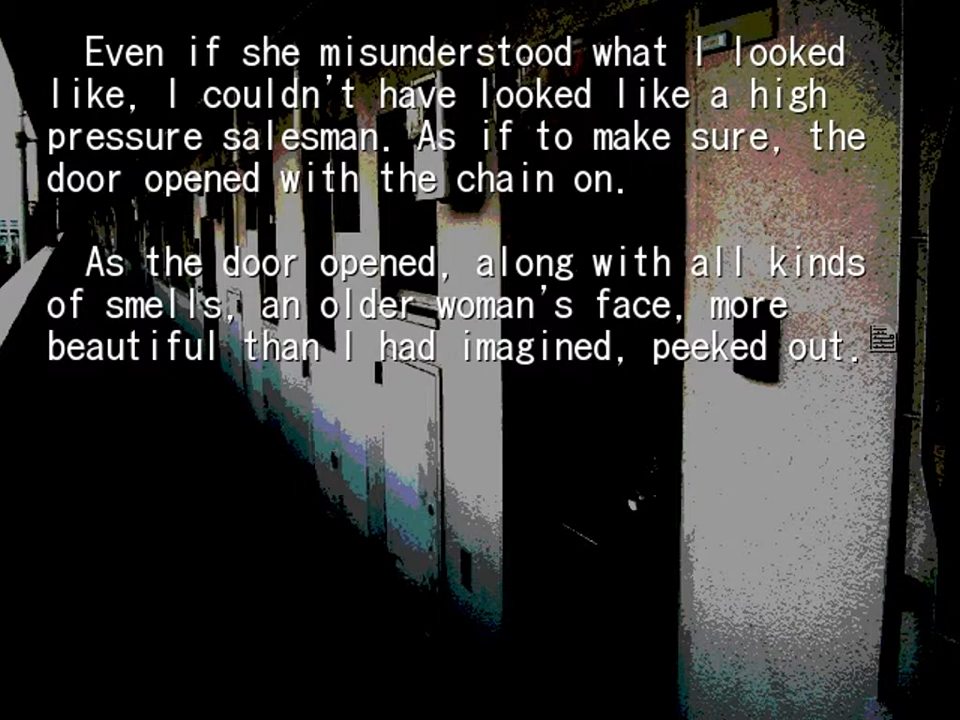 Even if she misunderstood what I looked
like, I couldn't have looked like a high
pressure salesman. As if to make sure, the
door opened with the chain on.
As the door opened, along with all kinds
of smells, an older woman's face, more
beautiful than I had imagined, peeked out.